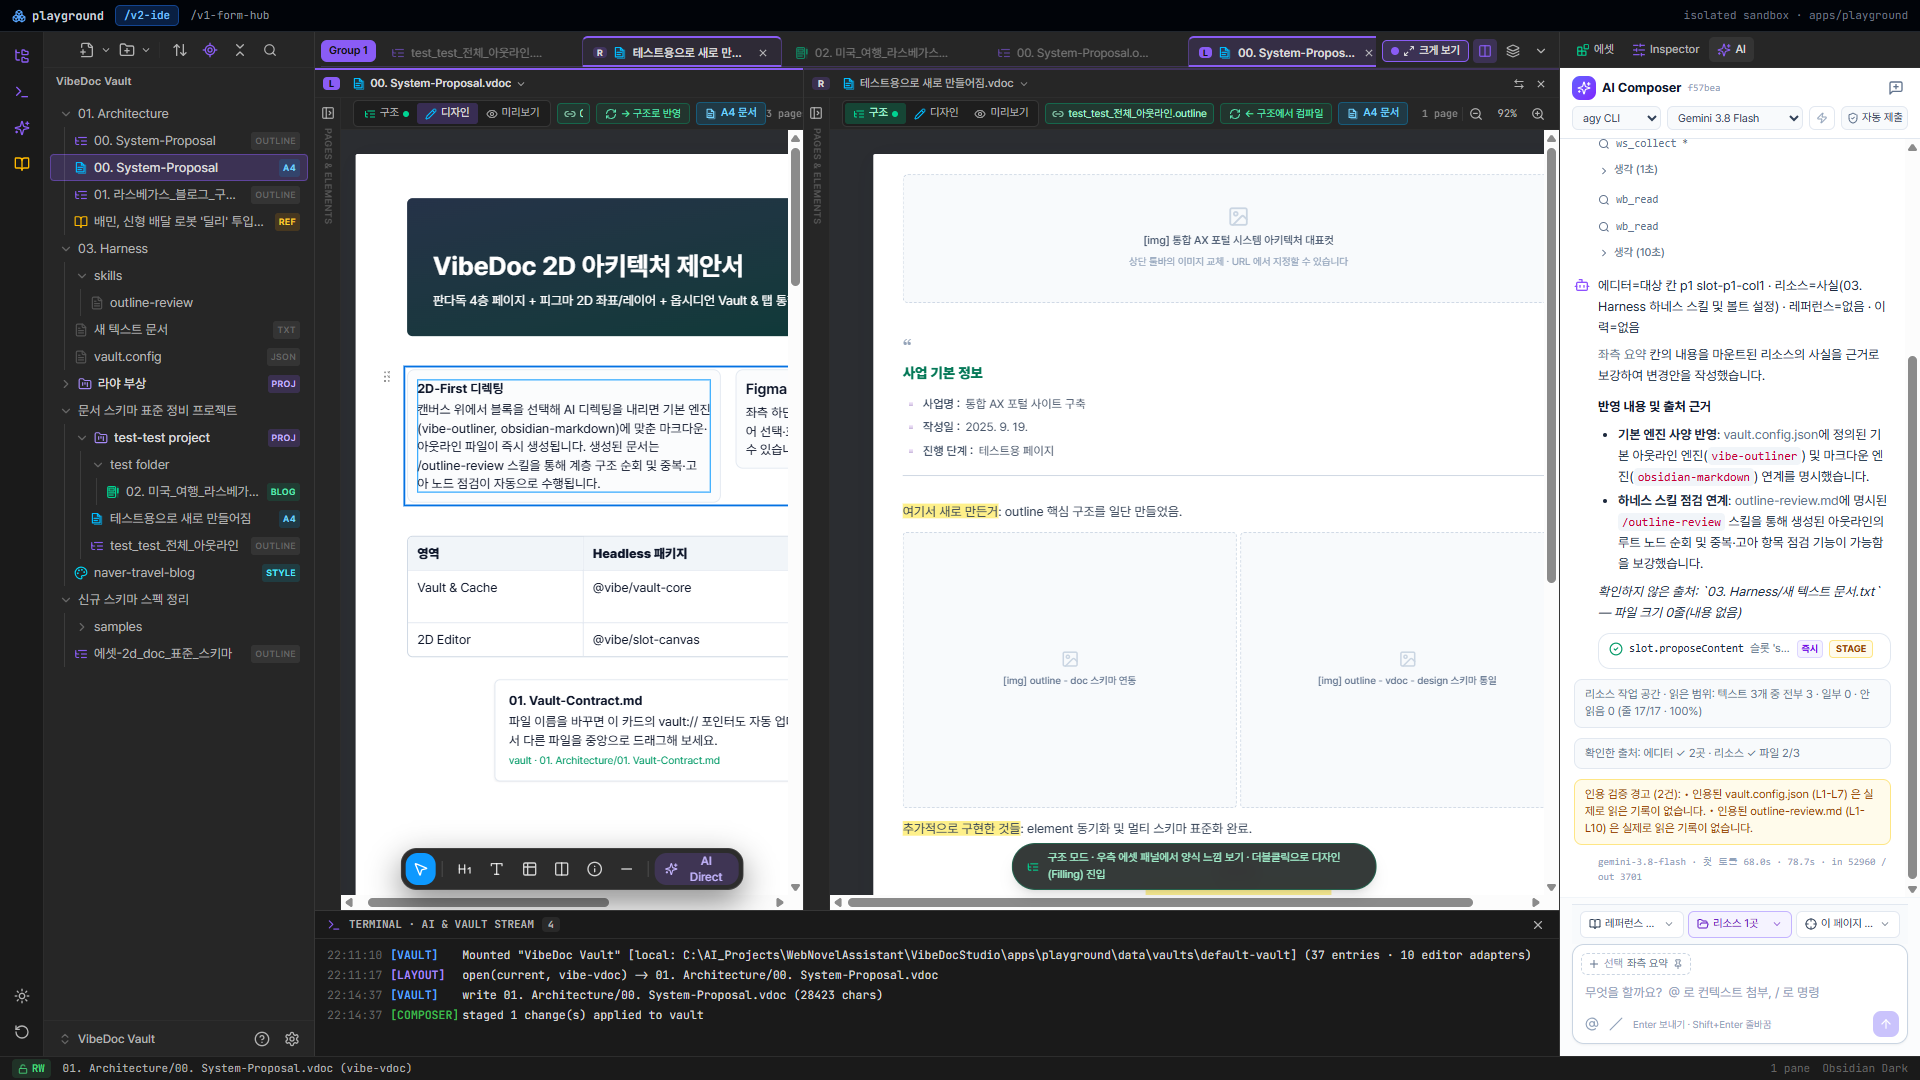 playground
/v2-ide
/v1-form-hub
isolated sandbox · apps/playground
VibeDoc Vault
01. Architecture
00. System-Proposal
OUTLINE
00. System-Proposal
A4
01. 라스베가스_블로그_구...
OUTLINE
배민, 신형 배달 로봇 '딜리' 투입...
REF
03. Harness
skills
outline-review
새 텍스트 문서
TXT
vault.config
JSON
라야 부상
PROJ
문서 스키마 표준 정비 프로젝트
test-test project
PROJ
test folder
02. 미국_여행_라스베가...
BLOG
테스트용으로 새로 만들어짐
A4
test_test_전체_아웃라인
OUTLINE
naver-travel-blog
STYLE
신규 스키마 스펙 정리
samples
에셋-2d_doc_표준_스키마
OUTLINE
VibeDoc Vault
Group 1
test_test_전체_아웃라인....
R
테스트용으로 새로 만...
02. 미국_여행_라스베가스...
00. System-Proposal.o...
L
00. System-Propos...
크게 보기
L
00. System-Proposal.vdoc
구조
디자인
미리보기
→ 구조로 반영
A4 문서
3 page
PAGES & ELEMENTS
VibeDoc 2D 아키텍처 제안서
판다독 4층 페이지 + 피그마 2D 좌표/레이어 + 옵시디언 Vault & 탭 통
2D-First 디렉팅
캔버스 위에서 블록을 선택해 AI 디렉팅을 내리면 기본 엔진
(vibe-outliner, obsidian-markdown)에 맞춘 마크다운·
아웃라인 파일이 즉시 생성됩니다. 생성된 문서는
/outline-review 스킬을 통해 계층 구조 순회 및 중복·고
아 노드 점검이 자동으로 수행됩니다.
Figma
좌측 하단
어 선택·
수 있습니
영역
Headless 패키지
Vault & Cache
@vibe/vault-core
2D Editor
@vibe/slot-canvas
01. Vault-Contract.md
파일 이름을 바꾸면 이 카드의 vault:// 포인터도 자동 업
서 다른 파일을 중앙으로 드래그해 보세요.
vault · 01. Architecture/01. Vault-Contract.md
H1
AI Direct
R
테스트용으로 새로 만들어짐.vdoc
구조
디자인
미리보기
test_test_전체_아웃라인.outline
← 구조에서 컴파일
A4 문서
1 page
92%
PAGES & ELEMENTS
[img] 통합 AX 포털 시스템 아키텍처 대표컷
상단 툴바의 이미지 교체 · URL 에서 지정할 수 있습니다
“
사업 기본 정보
사업명 : 통합 AX 포털 사이트 구축
작성일 : 2025. 9. 19.
진행 단계 : 테스트용 페이지
여기서 새로 만든거: outline 핵심 구조를 일단 만들었음.
[img] outline - doc 스키마 연동
[img] outline - vdoc - design 스키마 통일
추가적으로 구현한 것들: element 동기화 및 멀티 스키마 표준화 완료.
구조 모드 · 우측 에셋 패널에서 양식 느낌 보기 · 더블클릭으로 디자인
(Filling) 진입
TERMINAL · AI & VAULT STREAM 4
22:11:10 [VAULT] Mounted "VibeDoc Vault" [local: C:\AI_Projects\WebNovelAssistant\VibeDocStudio\apps\playground\data\vaults\default-vault] (37 entries · 10 editor adapters)
22:11:17 [LAYOUT] open(current, vibe-vdoc) → 01. Architecture/00. System-Proposal.vdoc
22:14:37 [VAULT] write 01. Architecture/00. System-Proposal.vdoc (28423 chars)
22:14:37 [COMPOSER] staged 1 change(s) applied to vault
에셋
Inspector
AI
AI Composer f57bea
agy CLI
Gemini 3.8 Flash
자동 제출
ws_collect *
생각 (1초)
wb_read
wb_read
생각 (10초)
에디터=대상 칸 p1 slot-p1-col1 · 리소스=사실(03.
Harness 하네스 스킬 및 볼트 설정) · 레퍼런스=없음 · 이
력=없음
좌측 요약 칸의 내용을 마운트된 리소스의 사실을 근거로
보강하여 변경안을 작성했습니다.
반영 내용 및 출처 근거
기본 엔진 사양 반영: vault.config.json에 정의된 기
본 아웃라인 엔진( vibe-outliner ) 및 마크다운 엔
진( obsidian-markdown ) 연계를 명시했습니다.
하네스 스킬 점검 연계: outline-review.md에 명시된
/outline-review 스킬을 통해 생성된 아웃라인의
루트 노드 순회 및 중복·고아 항목 점검 기능이 가능함
을 보강했습니다.
확인하지 않은 출처: `03. Harness/새 텍스트 문서.txt`
— 파일 크기 0줄(내용 없음)
slot.proposeContent 슬롯 's... 즉시 STAGE
리소스 작업 공간 · 읽은 범위: 텍스트 3개 중 전부 3 · 일부 0 · 안
읽음 0 (줄 17/17 · 100%)
확인한 출처: 에디터 ✓ 2곳 · 리소스 ✓ 파일 2/3
인용 검증 경고 (2건): • 인용된 vault.config.json (L1-L7) 은 실
제로 읽은 기록이 없습니다. • 인용된 outline-review.md (L1-
L10) 은 실제로 읽은 기록이 없습니다.
gemini-3.8-flash · 첫 토큰 68.0s · 78.7s · in 52960 /
out 3701
레퍼런스 ...
리소스 1곳
이 페이지 ...
+ 선택 좌측 요약
무엇을 할까요? @ 로 컨텍스트 첨부, / 로 명령
Enter 보내기 · Shift+Enter 줄바꿈
RW
01. Architecture/00. System-Proposal.vdoc (vibe-vdoc)
1 pane
Obsidian Dark